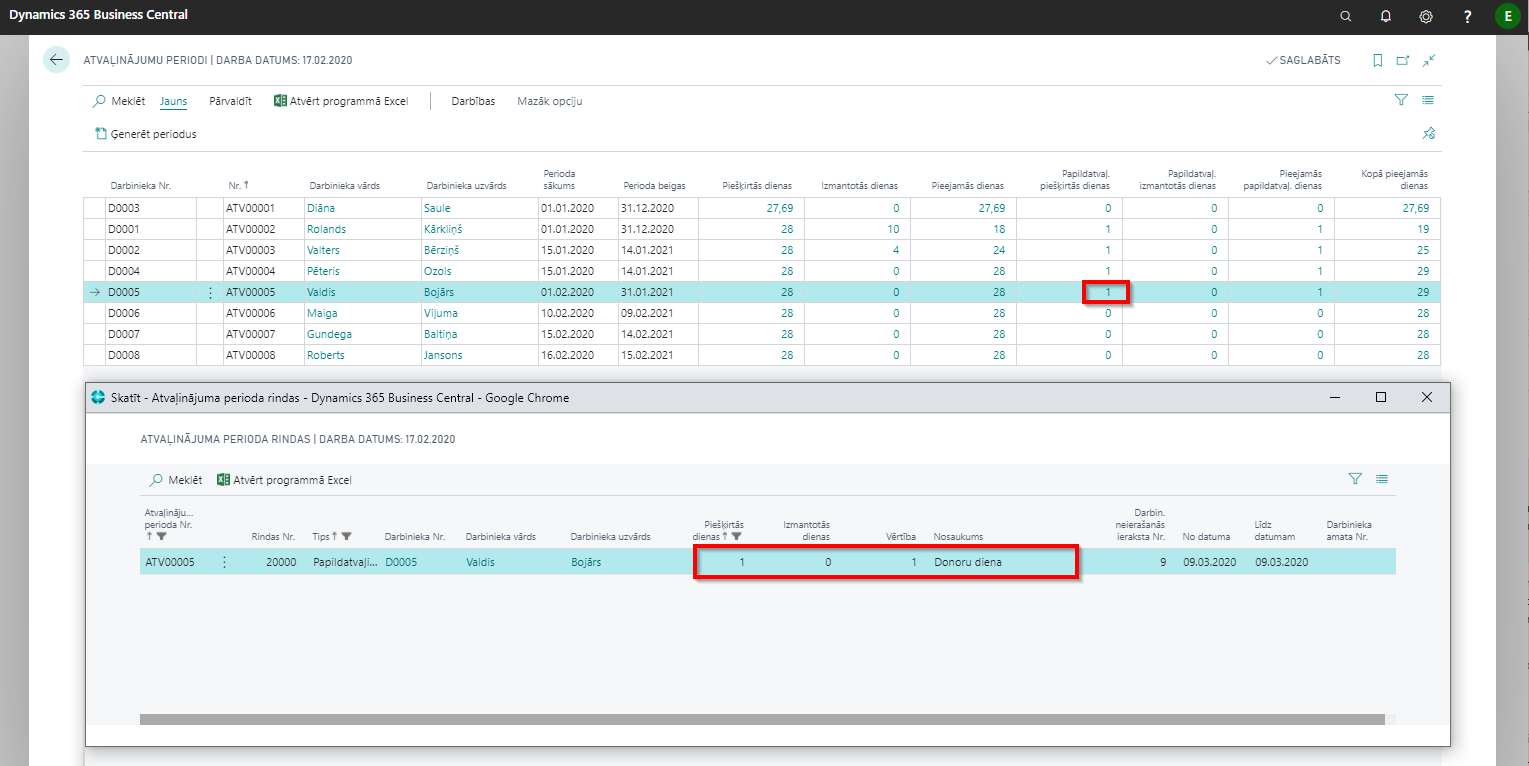 Dynamics 365 Business Central
?
E
ATVAĻINĀJUMU PERIODI | DARBA DATUMS: 17.02.2020
SAGLABĀTS
Meklēt Jauns Pārvaldīt Atvērt programmā Excel Darbības Mazāk opciju
Ģenerēt periodus
Darbinieka Nr. Nr. ↑ Darbinieka vārds Darbinieka uzvārds Perioda sākums Perioda beigas Piešķirtās dienas Izmantotās dienas Pieejamās dienas Papildatvaļ. piešķirtās dienas Papildatvaļ. izmantotās dienas Pieejamās papildatvaļ. dienas Kopā pieejamās dienas
D0003 ATV00001 Diāna Saule 01.01.2020 31.12.2020 27,69 0 27,69 0 0 0 27,69
D0001 ATV00002 Rolands Kārkliņš 01.01.2020 31.12.2020 28 10 18 1 0 1 19
D0002 ATV00003 Valters Bērziņš 15.01.2020 14.01.2021 28 4 24 1 0 1 25
D0004 ATV00004 Pēteris Ozols 15.01.2020 14.01.2021 28 0 28 1 0 1 29
→ D0005 ATV00005 Valdis Bojārs 01.02.2020 31.01.2021 28 0 28 1 0 1 29
D0006 ATV00006 Maiga Viļuma 10.02.2020 09.02.2021 28 0 28 0 0 0 28
D0007 ATV00007 Gundega Baltiņa 15.02.2020 14.02.2021 28 0 28 0 0 0 28
D0008 ATV00008 Roberts Jansons 16.02.2020 15.02.2021 28 0 28 0 0 0 28
Skatīt - Atvaļinājuma perioda rindas - Dynamics 365 Business Central - Google Chrome
ATVAĻINĀJUMA PERIODA RINDAS | DARBA DATUMS: 17.02.2020
Meklēt Atvērt programmā Excel
Atvaļināju... perioda Nr. ↑ Rindas Nr. Tips ↑ Darbinieka Nr. Darbinieka vārds Darbinieka uzvārds Piešķirtās dienas ↑ Izmantotās dienas Vērtība Nosaukums Darbin. neierašanās ieraksta Nr. No datuma Līdz datumam Darbinieka amata Nr.
ATV00005 20000 Papildatvaļi... D0005 Valdis Bojārs 1 0 1 Donoru diena 9 09.03.2020 09.03.2020